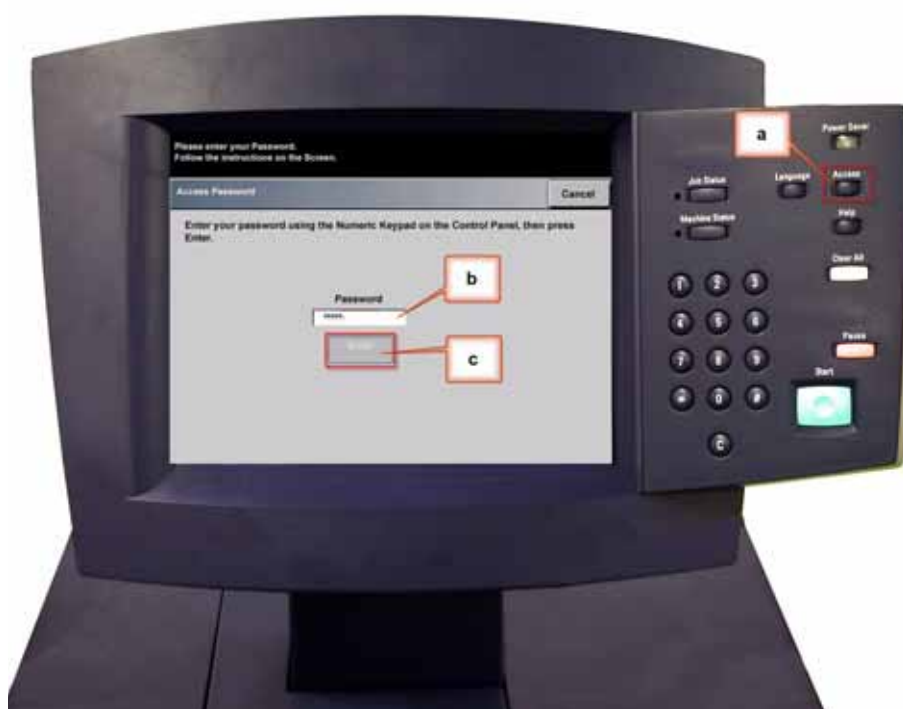 Please enter your Password.
Follow the instructions on the Screen.
Access Password
Cancel
Enter your password using the Numeric Keypad on the Control Panel, then press
Enter.
Password
*****
Enter
a
b
c
Power Saver
Job Status
Language
Access
Machine Status
Help
Clear All
1 2 3
4 5 6
7 8 9
* 0 #
C
Pause
Start